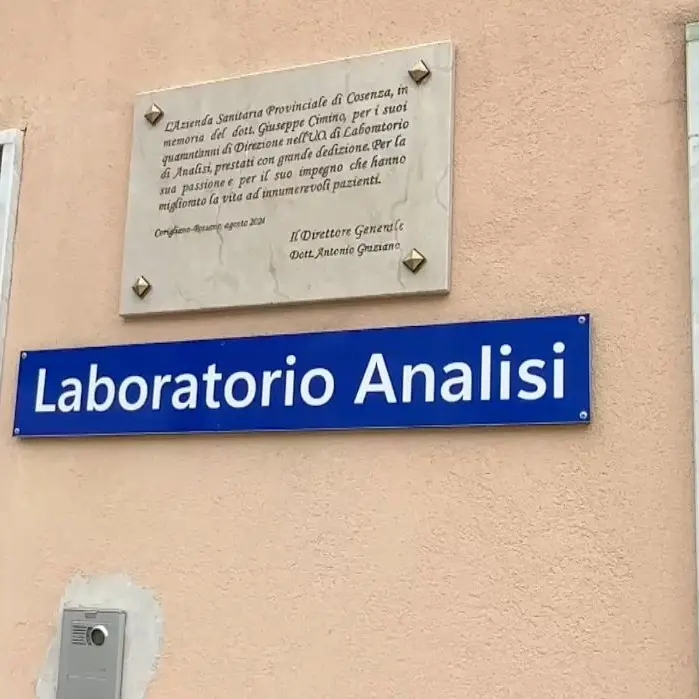 L'Azienda Sanitaria Provinciale di Cosenza, in
memoria del dott. Giuseppe Cimino, per i suoi
quarant'anni di Direzione nell'U.O. di Laboratorio
di Analisi, prestati con grande dedizione. Per la
sua passione e per il suo impegno che hanno
migliorato la vita ad innumerevoli pazienti.
Corigliano-Rossano, agosto 2024
Il Direttore Generale
Dott. Antonio Graziano
Laboratorio Analisi